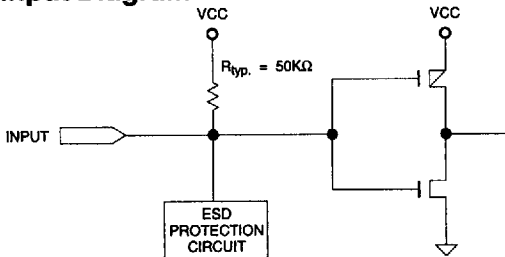 Input Diagram
VCC
VCC
Rtyp. = 50KΩ
INPUT
ESD
PROTECTION
CIRCUIT